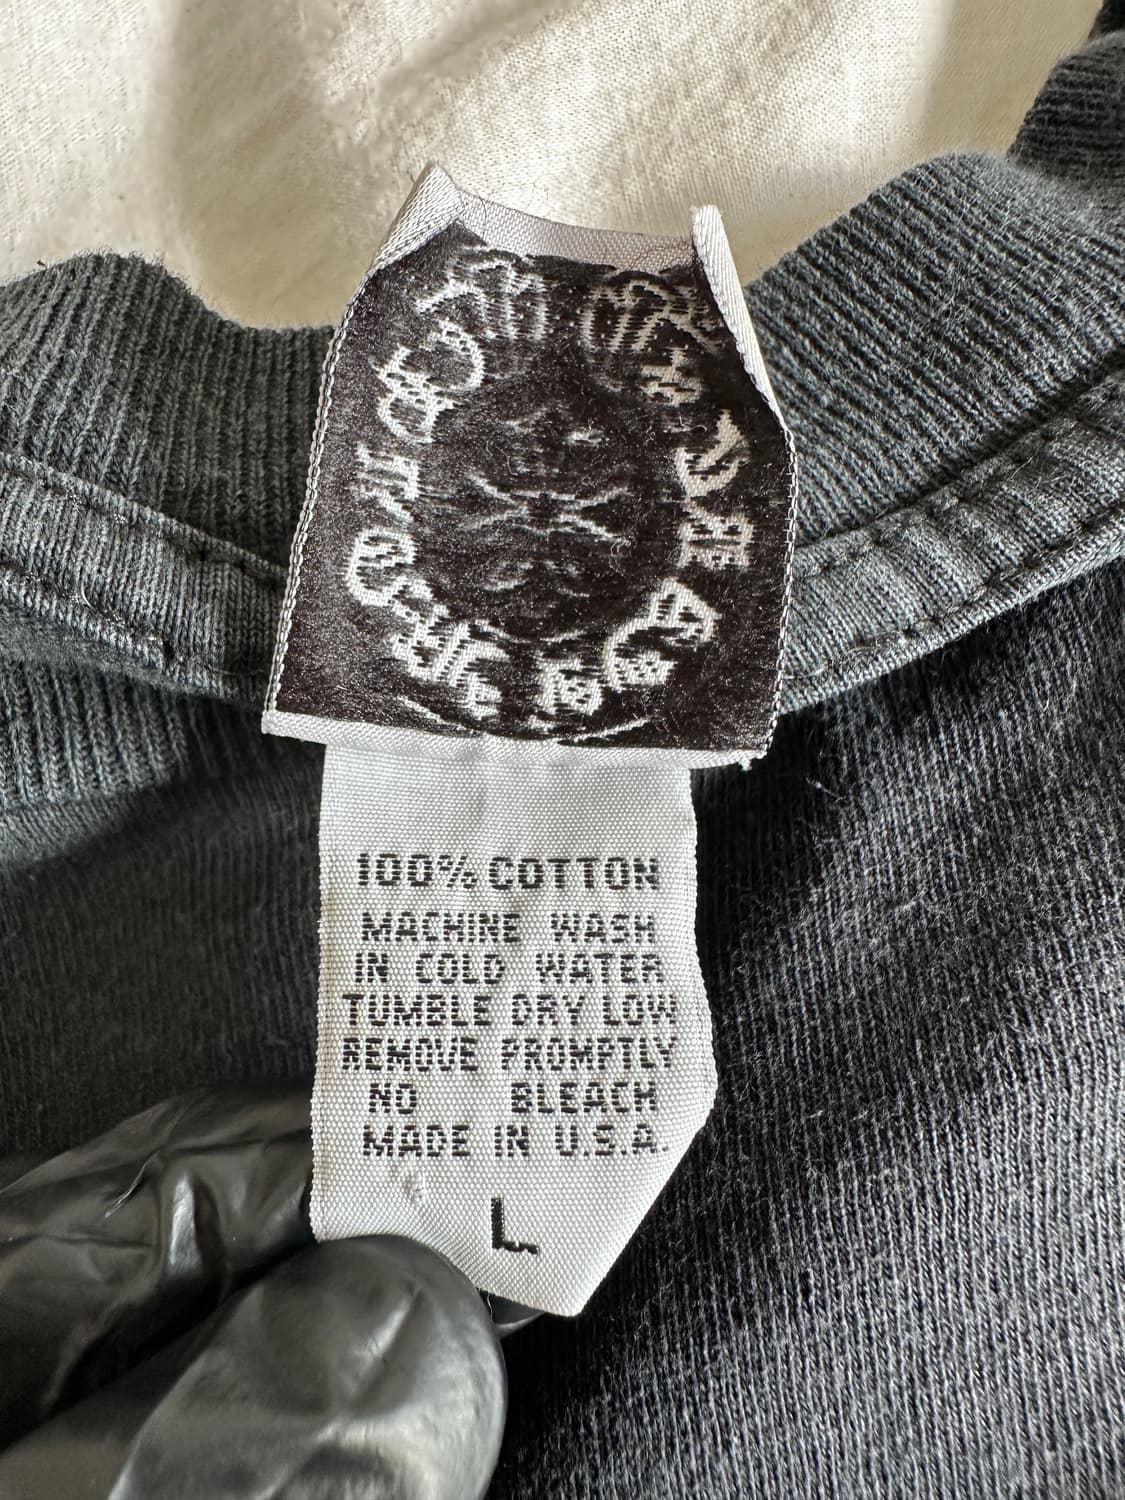 100% COTTON
MACHINE WASH
IN COLD WATER
TUMBLE DRY LOW
REMOVE PROMPTLY
NO BLEACH
MADE IN U.S.A.
L